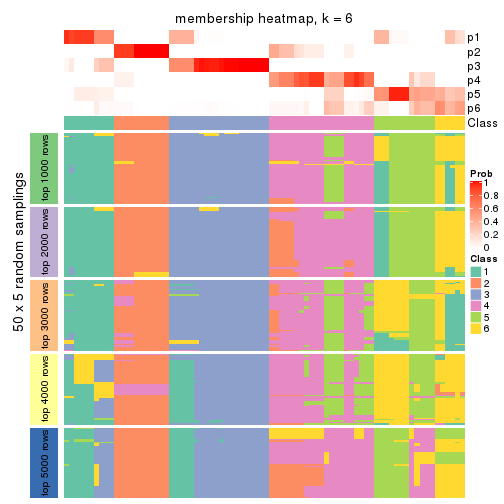 membership heatmap, k = 6
p1
p2
p3
p4
p5
p6
Class
50 x 5 random samplings
top 1000 rows
top 2000 rows
top 3000 rows
top 4000 rows
top 5000 rows
Prob
1
0.8
0.6
0.4
0.2
0
Class
1
2
3
4
5
6